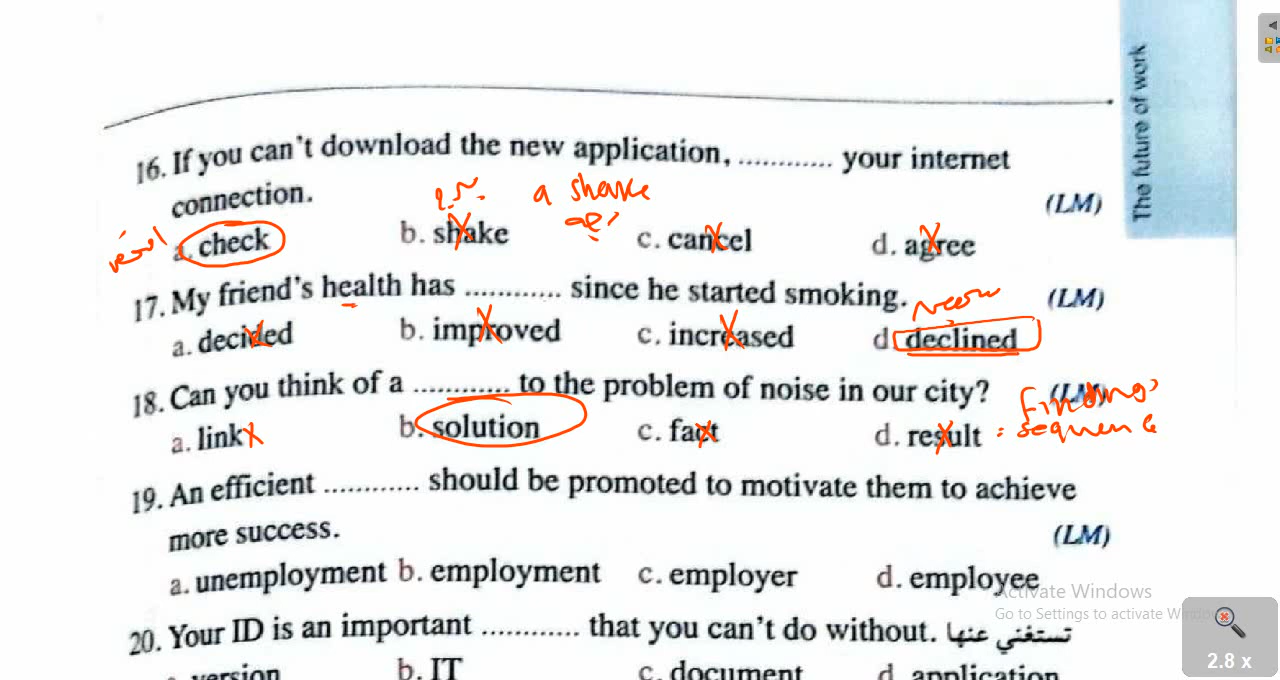 The future of work
16. If you can't download the new application, ............ your internet
connection. (LM)
a share
a. check b. shake c. cancel d. agree
17. My friend's health has ............ since he started smoking. (LM)
a. decided b. improved c. increased d. declined
18. Can you think of a ............ to the problem of noise in our city? (LM)
a. link b. solution c. fact d. result
19. An efficient ............ should be promoted to motivate them to achieve
more success. (LM)
a. unemployment b. employment c. employer d. employee
Activate Windows
Go to Settings to activate Windows.
20. Your ID is an important ............ that you can't do without. تستغني عنها
a. version b. IT c. document d. application
2.8 x